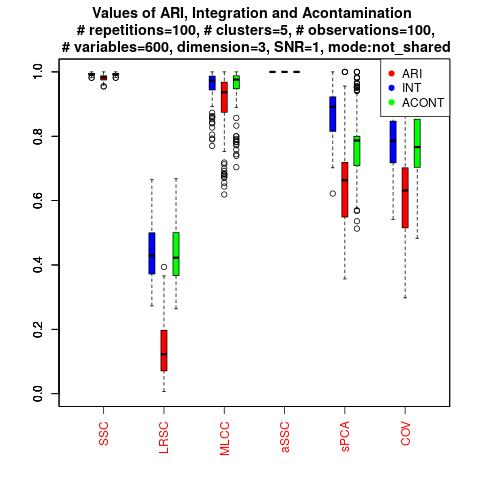 Values of ARI, Integration and Acontamination
# repetitions=100, # clusters=5, # observations=100,
# variables=600, dimension=3, SNR=1, mode:not_shared
ARI
INT
ACONT
1.0
0.8
0.6
0.4
0.2
0.0
SSC
LRSC
MLCC
aSSC
sPCA
COV